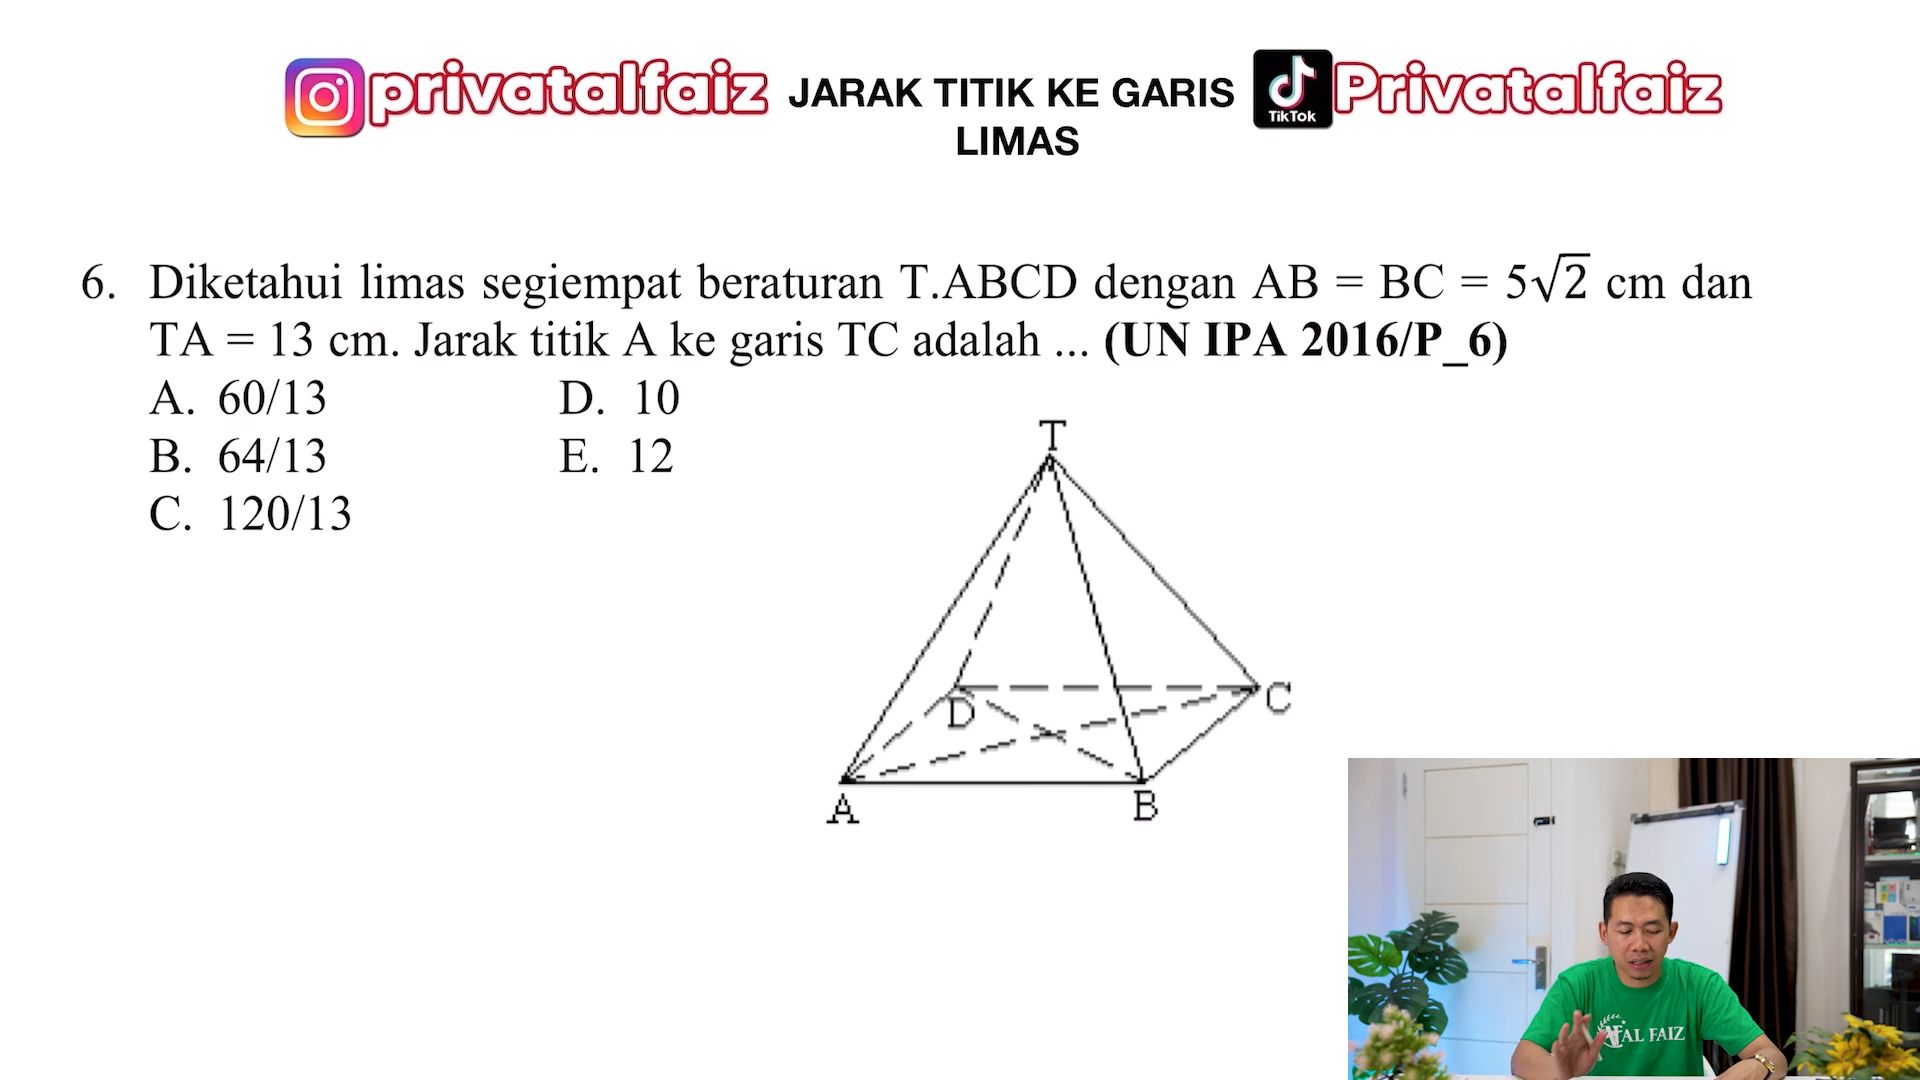 privatalfaiz JARAK TITIK KE GARIS TikTok Privatalfaiz
LIMAS
6. Diketahui limas segiempat beraturan T.ABCD dengan AB = BC = 5√2 cm dan
TA = 13 cm. Jarak titik A ke garis TC adalah ... (UN IPA 2016/P_6)
A. 60/13 D. 10
B. 64/13 E. 12
C. 120/13
T
D
C
A
B
AL FAIZ